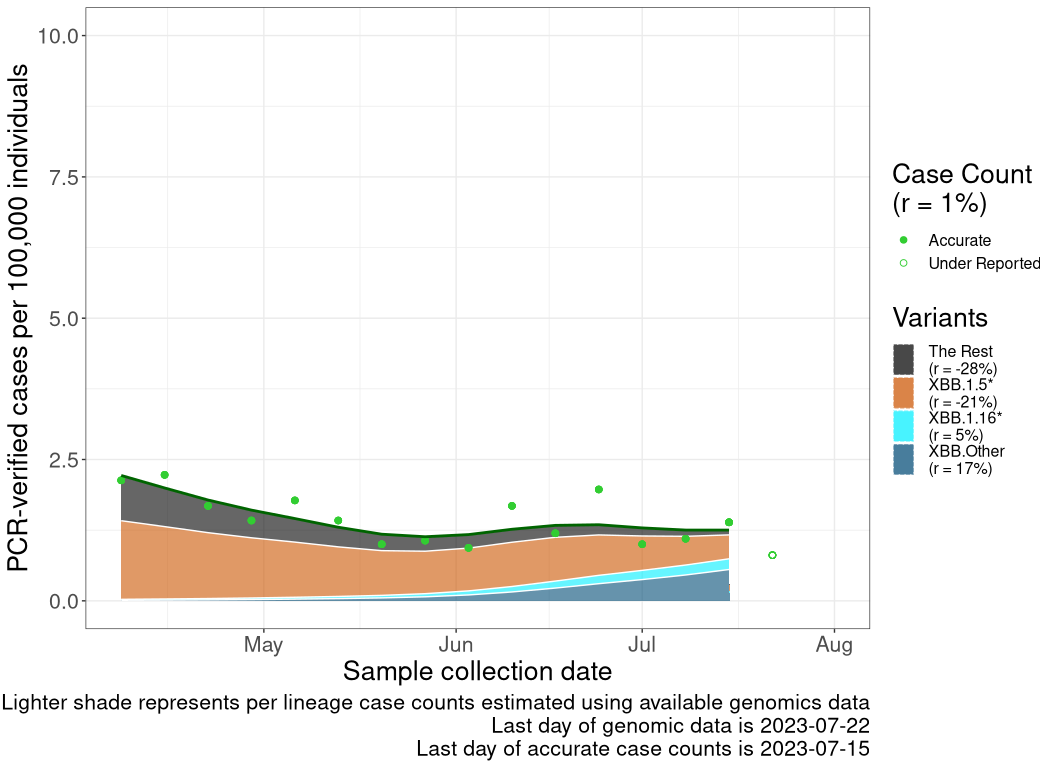 PCR-verified cases per 100,000 individuals
10.0
7.5
5.0
2.5
0.0
May
Jun
Jul
Aug
Sample collection date
Case Count
(r = 1%)
Accurate
Under Reported
Variants
The Rest
(r = -28%)
XBB.1.5*
(r = -21%)
XBB.1.16*
(r = 5%)
XBB.Other
(r = 17%)
Lighter shade represents per lineage case counts estimated using available genomics data
Last day of genomic data is 2023-07-22
Last day of accurate case counts is 2023-07-15